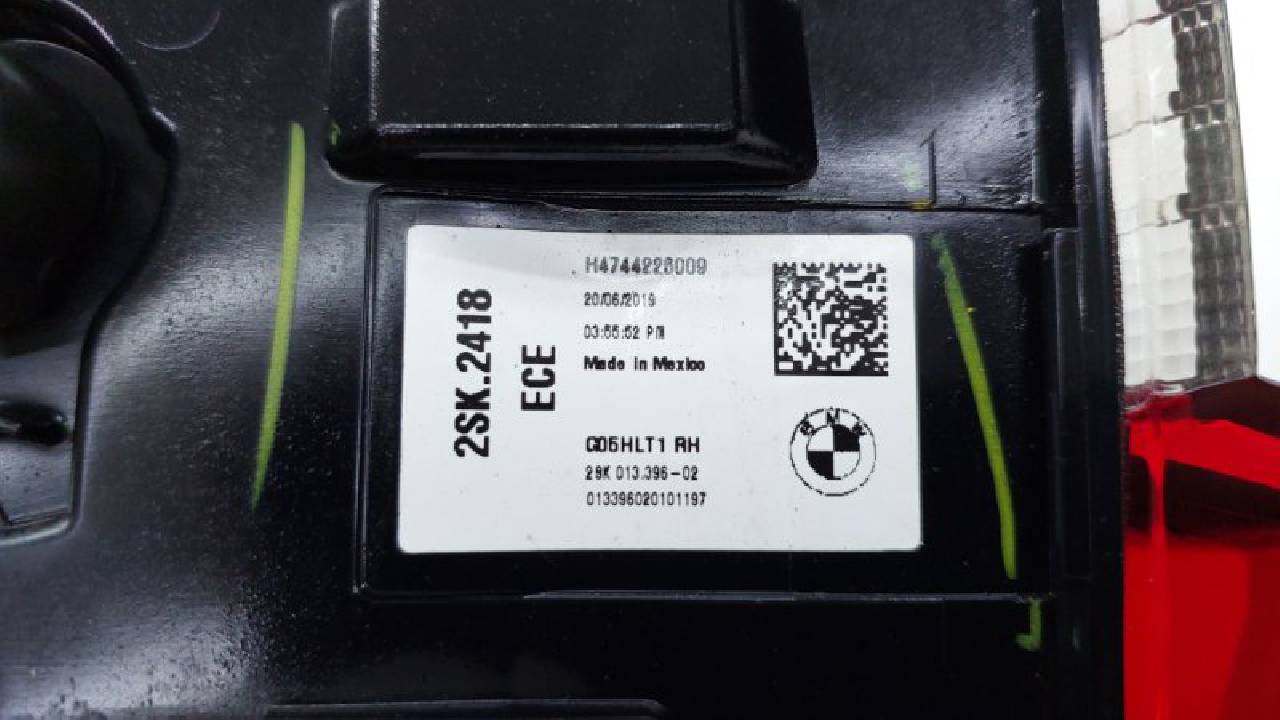 2SK.2418
ECE
H4744228009
20/06/2019
03:55:52 PM
Made in Mexico
G05HLT1 RH
2SK 013.396-02
013396020101197
BMW